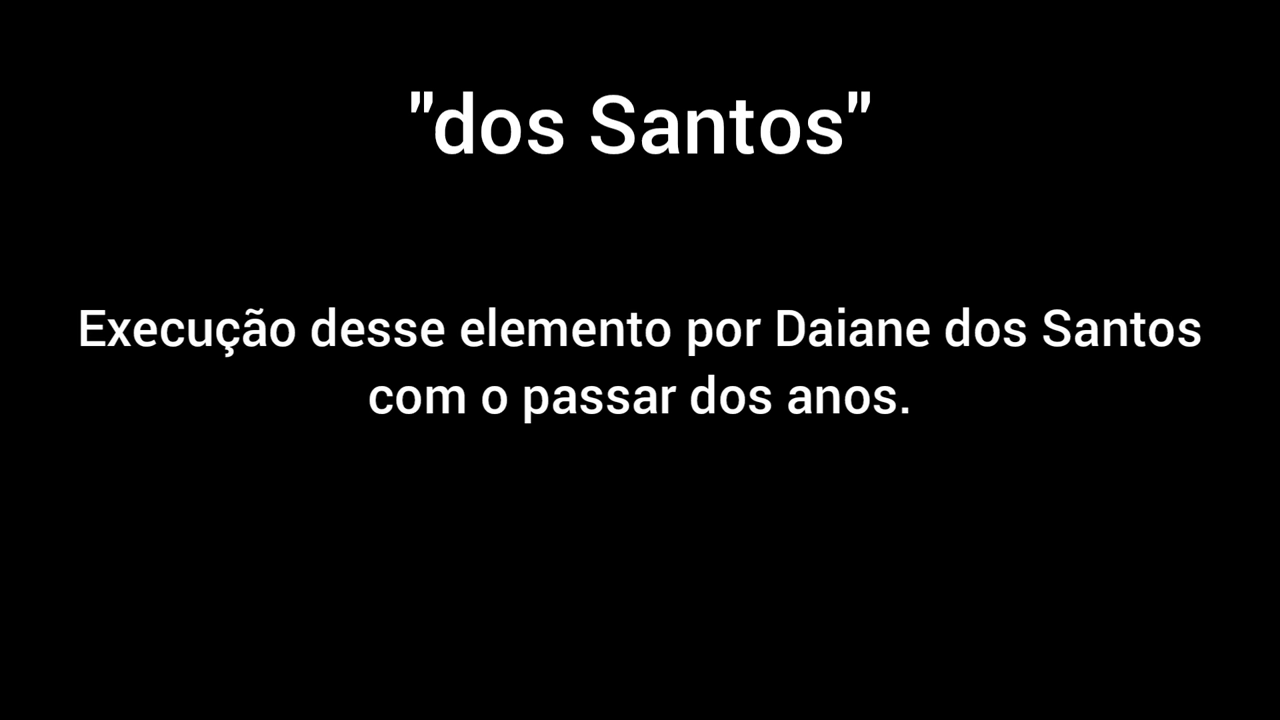 "dos Santos"
Execução desse elemento por Daiane dos Santos
com o passar dos anos.